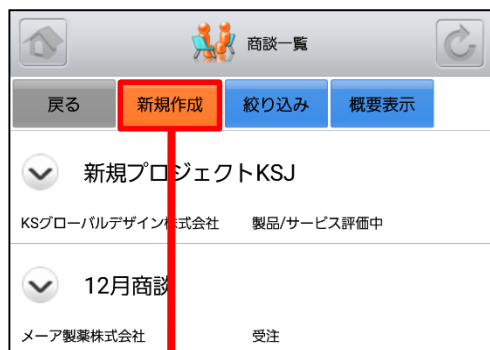 商談一覧
戻る 新規作成 絞り込み 概要表示
新規プロジェクトKSJ
KSグローバルデザイン株式会社 製品/サービス評価中
12月商談
メーア製薬株式会社 受注